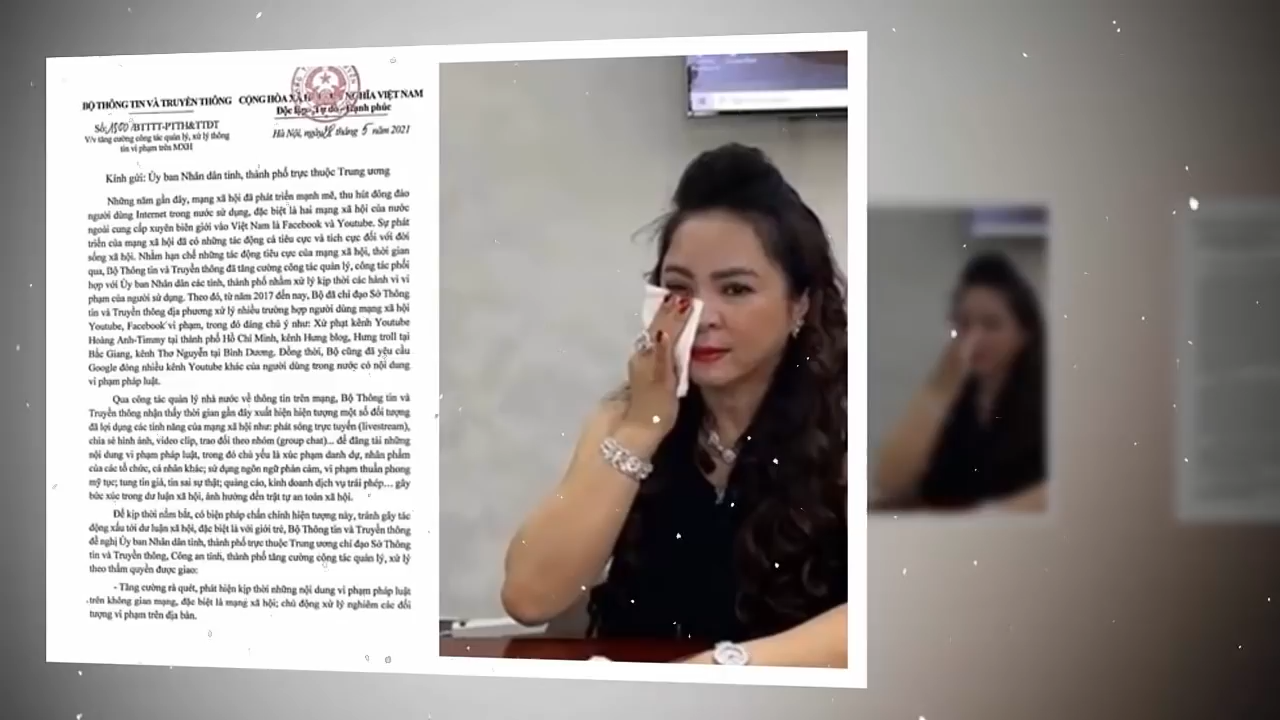 BỘ THÔNG TIN VÀ TRUYỀN THÔNG
CỘNG HÒA XÃ NGHĨA VIỆT NAM
Độc lập - Tự do - Hạnh phúc
Số: 1800/BTTTT-PTTH&TTĐT
Hà Nội, ngày tháng 5 năm 2021
V/v tăng cường công tác quản lý, xử lý thông
tin vi phạm trên MXH
Kính gửi: Ủy ban Nhân dân tỉnh, thành phố trực thuộc Trung ương
Những năm gần đây, mạng xã hội đã phát triển mạnh mẽ, thu hút đông đảo
người dùng Internet trong nước sử dụng, đặc biệt là hai mạng xã hội của nước
ngoài cung cấp xuyên biên giới vào Việt Nam là Facebook và Youtube. Sự phát
triển của mạng xã hội đã có những tác động cả tiêu cực và tích cực đối với đời
sống xã hội. Nhằm hạn chế những tác động tiêu cực của mạng xã hội, thời gian
qua, Bộ Thông tin và Truyền thông đã tăng cường công tác quản lý, công tác phối
hợp với Ủy ban Nhân dân các tỉnh, thành phố nhằm xử lý kịp thời các hành vi vi
phạm của người sử dụng. Theo đó, từ năm 2017 đến nay, Bộ đã chỉ đạo Sở Thông
tin và Truyền thông địa phương xử lý nhiều trường hợp người dùng mạng xã hội
Youtube, Facebook vi phạm, trong đó đáng chú ý như: Xử phạt kênh Youtube
Hoàng Anh-Timmy tại thành phố Hồ Chí Minh, kênh Hưng blog, Hưng troll tại
Bắc Giang, kênh Thơ Nguyễn tại Bình Dương. Đồng thời, Bộ cũng đã yêu cầu
Google đóng nhiều kênh Youtube khác của người dùng trong nước có nội dung
vi phạm pháp luật.
Qua công tác quản lý nhà nước về thông tin trên mạng, Bộ Thông tin và
Truyền thông nhận thấy thời gian gần đây xuất hiện hiện tượng một số đối tượng
đã lợi dụng các tính năng của mạng xã hội như: phát sóng trực tuyến (livestream),
chia sẻ hình ảnh, video clip, trao đổi theo nhóm (group chat)... để đăng tải những
nội dung vi phạm pháp luật, trong đó chủ yếu là xúc phạm danh dự, nhân phẩm
của các tổ chức, cá nhân khác; sử dụng ngôn ngữ phản cảm, vi phạm thuần phong
mỹ tục; tung tin giả, tin sai sự thật; quảng cáo, kinh doanh dịch vụ trái phép... gây
bức xúc trong dư luận xã hội, ảnh hưởng đến trật tự an toàn xã hội.
Để kịp thời nắm bắt, có biện pháp chấn chỉnh hiện tượng này, tránh gây tác
động xấu tới dư luận xã hội, đặc biệt là với giới trẻ, Bộ Thông tin và Truyền thông
đề nghị Ủy ban Nhân dân tỉnh, thành phố trực thuộc Trung ương chỉ đạo Sở Thông
tin và Truyền thông, Công an tỉnh, thành phố tăng cường công tác quản lý, xử lý
theo thẩm quyền được giao:
- Tăng cường rà quét, phát hiện kịp thời những nội dung vi phạm pháp luật
trên không gian mạng, đặc biệt là mạng xã hội; chủ động xử lý nghiêm các đối
tượng vi phạm trên địa bàn.